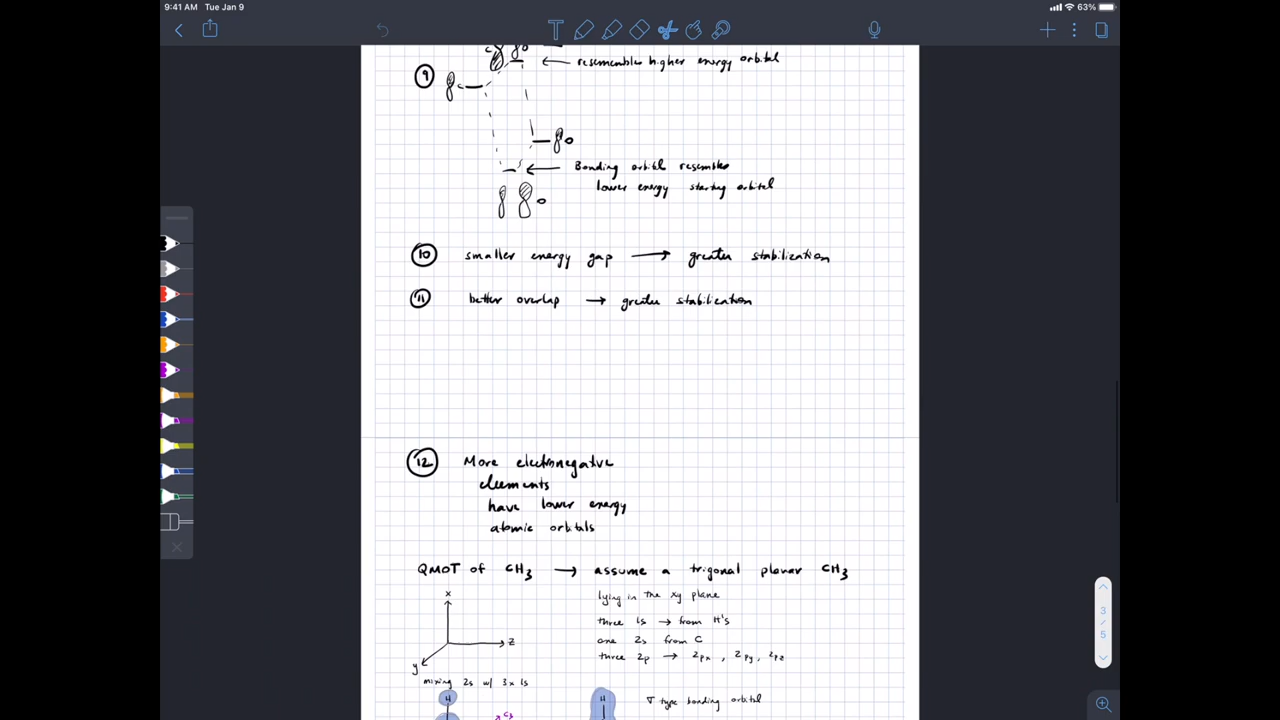 9:41 AM Tue Jan 9
63%
T
← resembles higher energy orbital
9
← Bonding orbital resembles
lower energy starting orbital
10 smaller energy gap → greater stabilization
11 better overlap → greater stabilization
12 More electronegative
elements
have lower energy
atomic orbitals
QMOT of CH3 → assume a trigonal planar CH3
lying in the xy plane
x
three 1s → from H's
z
one 2s from C
three 2p → 2px, 2py, 2pz
y
mixing 2s w/ 3x 1s
H
H
σ type bonding orbital
C3
3
/
5